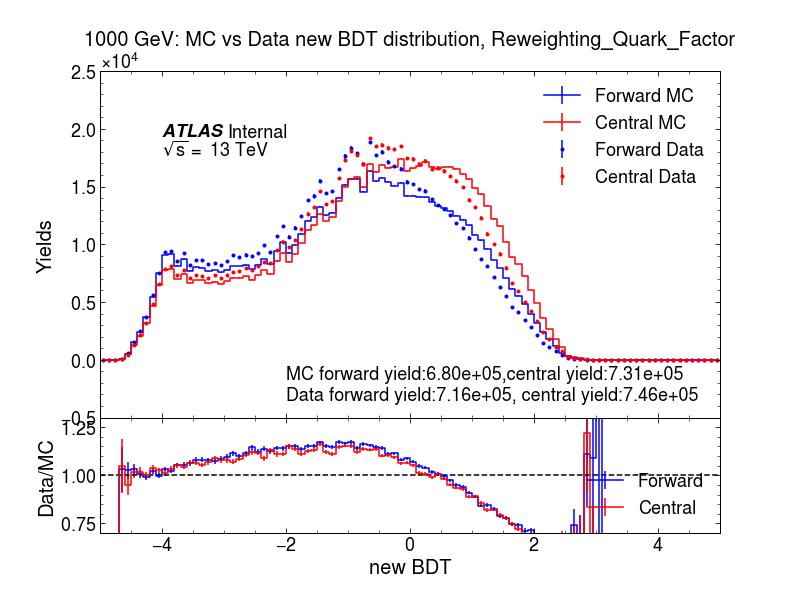 1000 GeV: MC vs Data new BDT distribution, Reweighting_Quark_Factor
×10⁴
2.5
2.0
1.5
1.0
0.5
0.0
0.5
Yields
ATLAS Internal
√s = 13 TeV
Forward MC
Central MC
Forward Data
Central Data
MC forward yield:6.80e+05,central yield:7.31e+05
Data forward yield:7.16e+05, central yield:7.46e+05
1.25
1.00
0.75
Data/MC
Forward
Central
−4 −2 0 2 4
new BDT